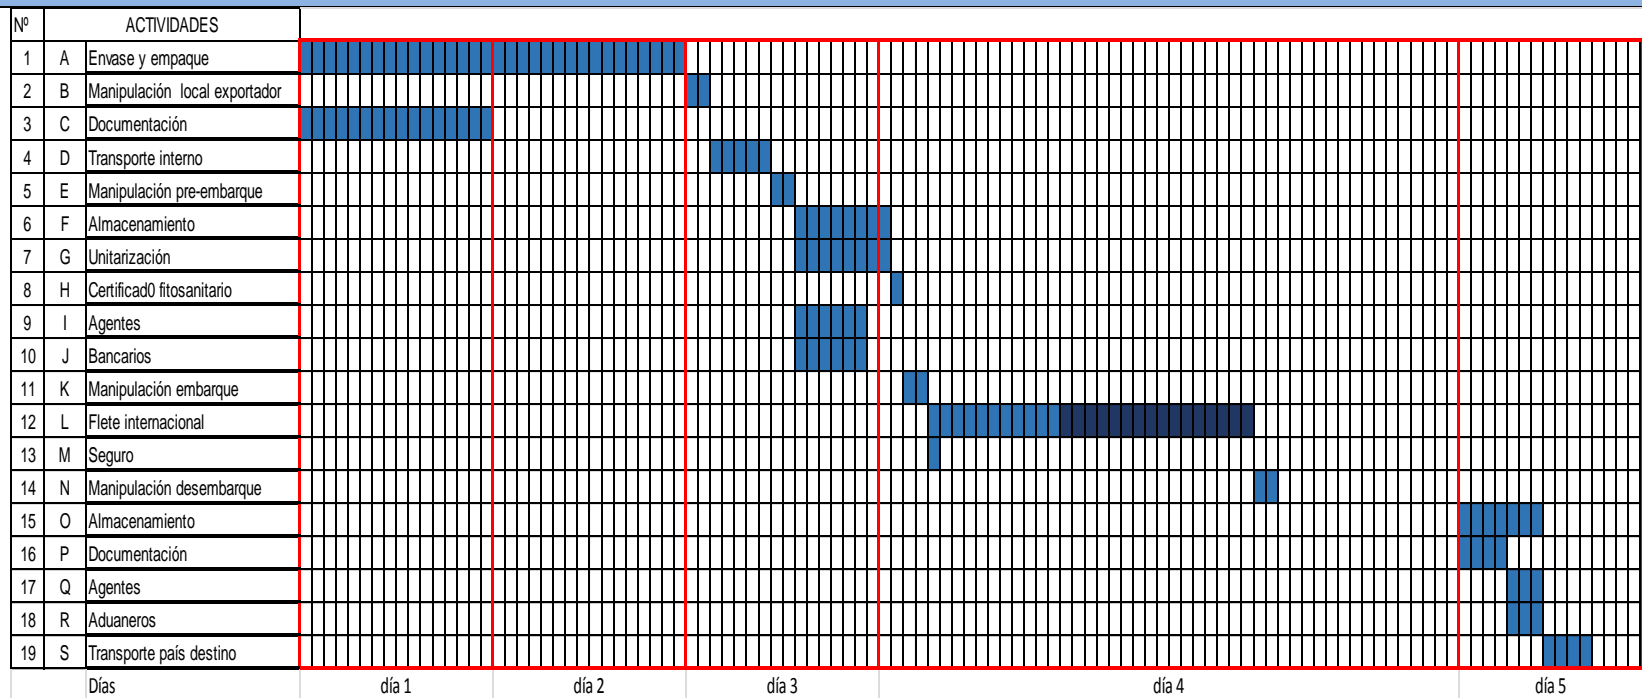 Nº ACTIVIDADES
1 A Envase y empaque
2 B Manipulación local exportador
3 C Documentación
4 D Transporte interno
5 E Manipulación pre-embarque
6 F Almacenamiento
7 G Unitarización
8 H Certificad0 fitosanitario
9 I Agentes
10 J Bancarios
11 K Manipulación embarque
12 L Flete internacional
13 M Seguro
14 N Manipulación desembarque
15 O Almacenamiento
16 P Documentación
17 Q Agentes
18 R Aduaneros
19 S Transporte país destino
Días día 1 día 2 día 3 día 4 día 5